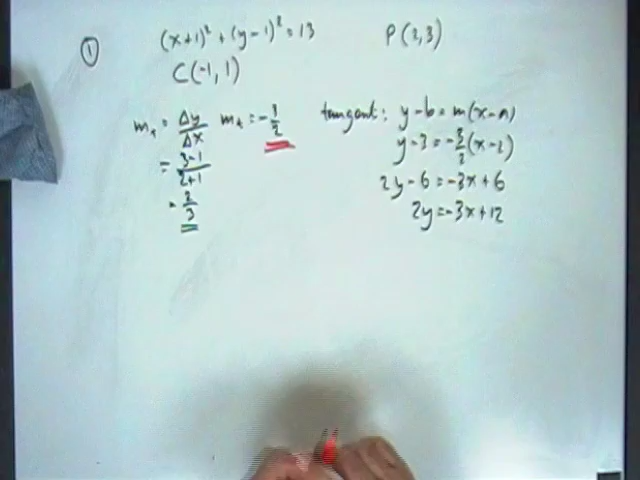 ① (x+1)² + (y-1)² = 13 P(2,3)
C(-1,1)
m₁ = Δy/Δx mₜ = -3/2
= 3-1/2+1
= 2/3
tangent: y-b = m(x-a)
y-3 = -3/2(x-2)
2y-6 = -3x+6
2y = -3x+12